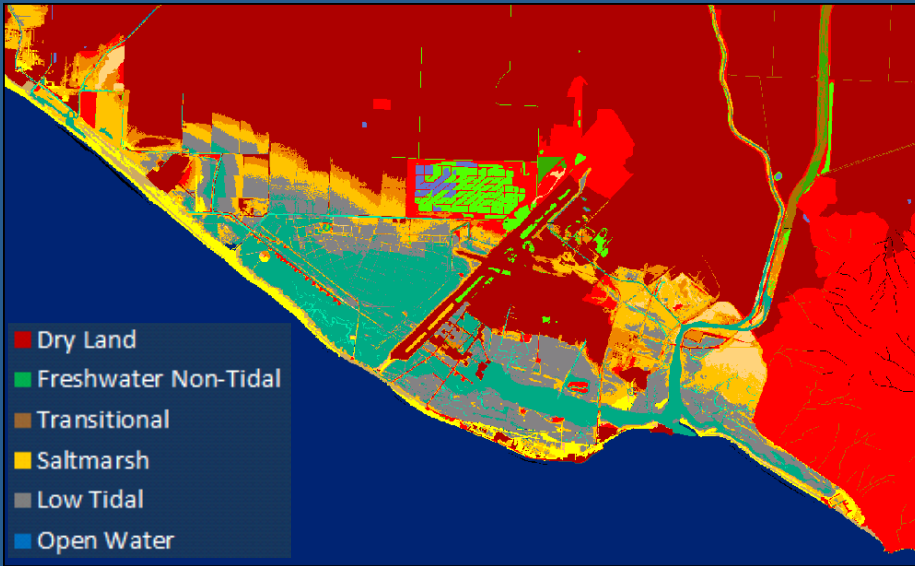 Dry Land
Freshwater Non-Tidal
Transitional
Saltmarsh
Low Tidal
Open Water